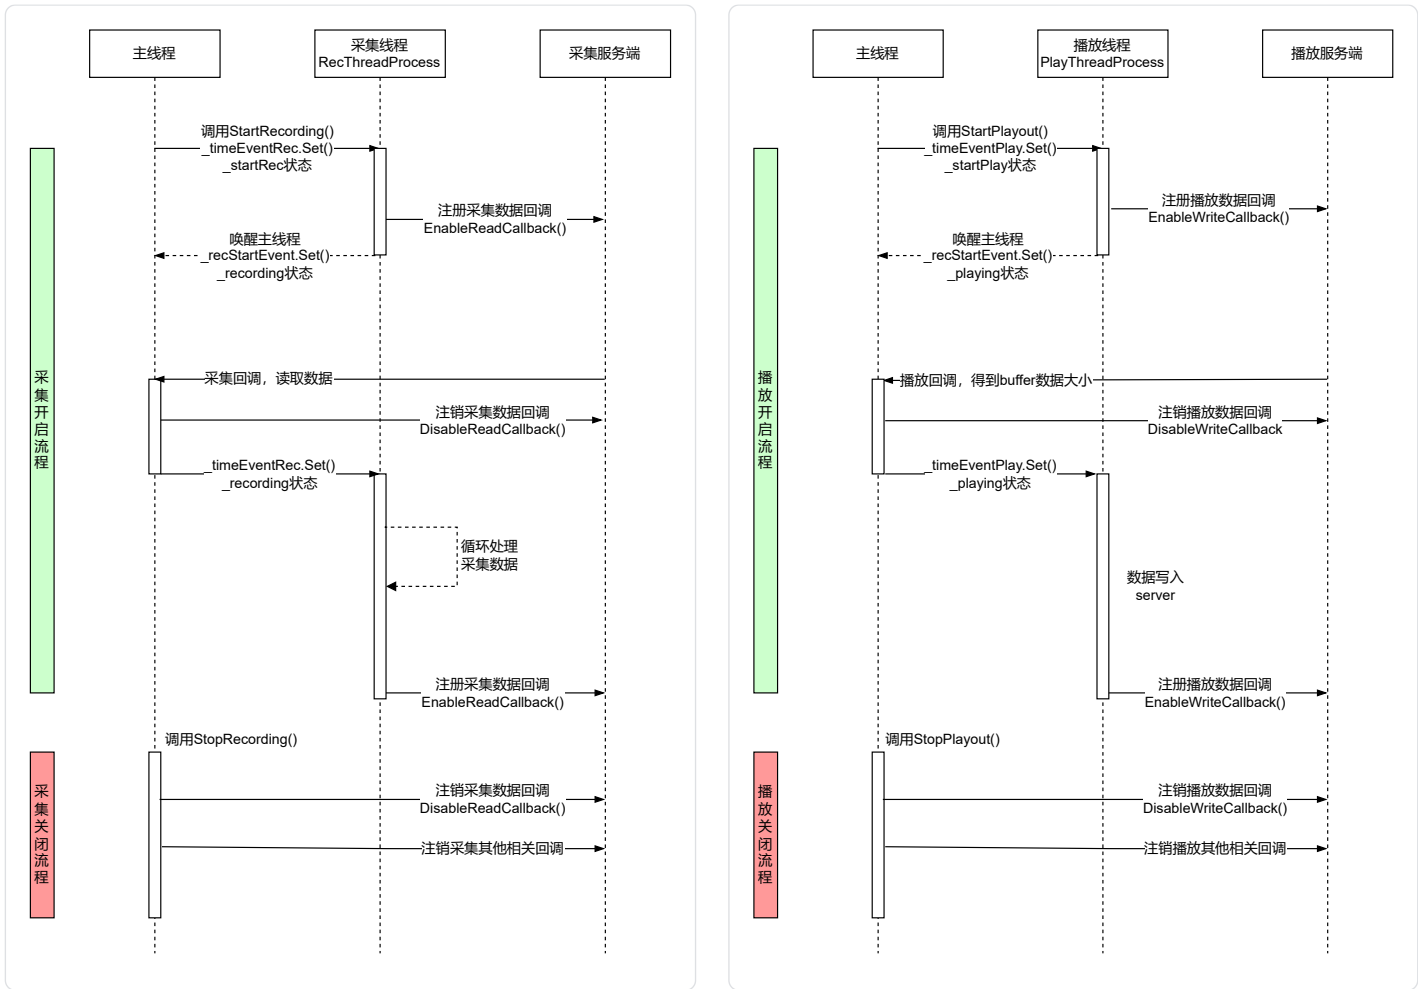 主线程
采集线程
RecThreadProcess
采集服务端
调用StartRecording()
_timeEventRec.Set()
_startRec状态
注册采集数据回调
EnableReadCallback()
唤醒主线程
_recStartEvent.Set()
_recording状态
采集开启流程
采集回调，读取数据
注销采集数据回调
DisableReadCallback()
_timeEventRec.Set()
_recording状态
循环处理
采集数据
注册采集数据回调
EnableReadCallback()
调用StopRecording()
采集关闭流程
注销采集数据回调
DisableReadCallback()
注销采集其他相关回调
主线程
播放线程
PlayThreadProcess
播放服务端
调用StartPlayout()
_timeEventPlay.Set()
_startPlay状态
注册播放数据回调
EnableWriteCallback()
唤醒主线程
_recStartEvent.Set()
_playing状态
播放开启流程
播放回调，得到buffer数据大小
注销播放数据回调
DisableWriteCallback
_timeEventPlay.Set()
_playing状态
数据写入
server
注册播放数据回调
EnableWriteCallback()
调用StopPlayout()
播放关闭流程
注销播放数据回调
DisableWriteCallback()
注销播放其他相关回调